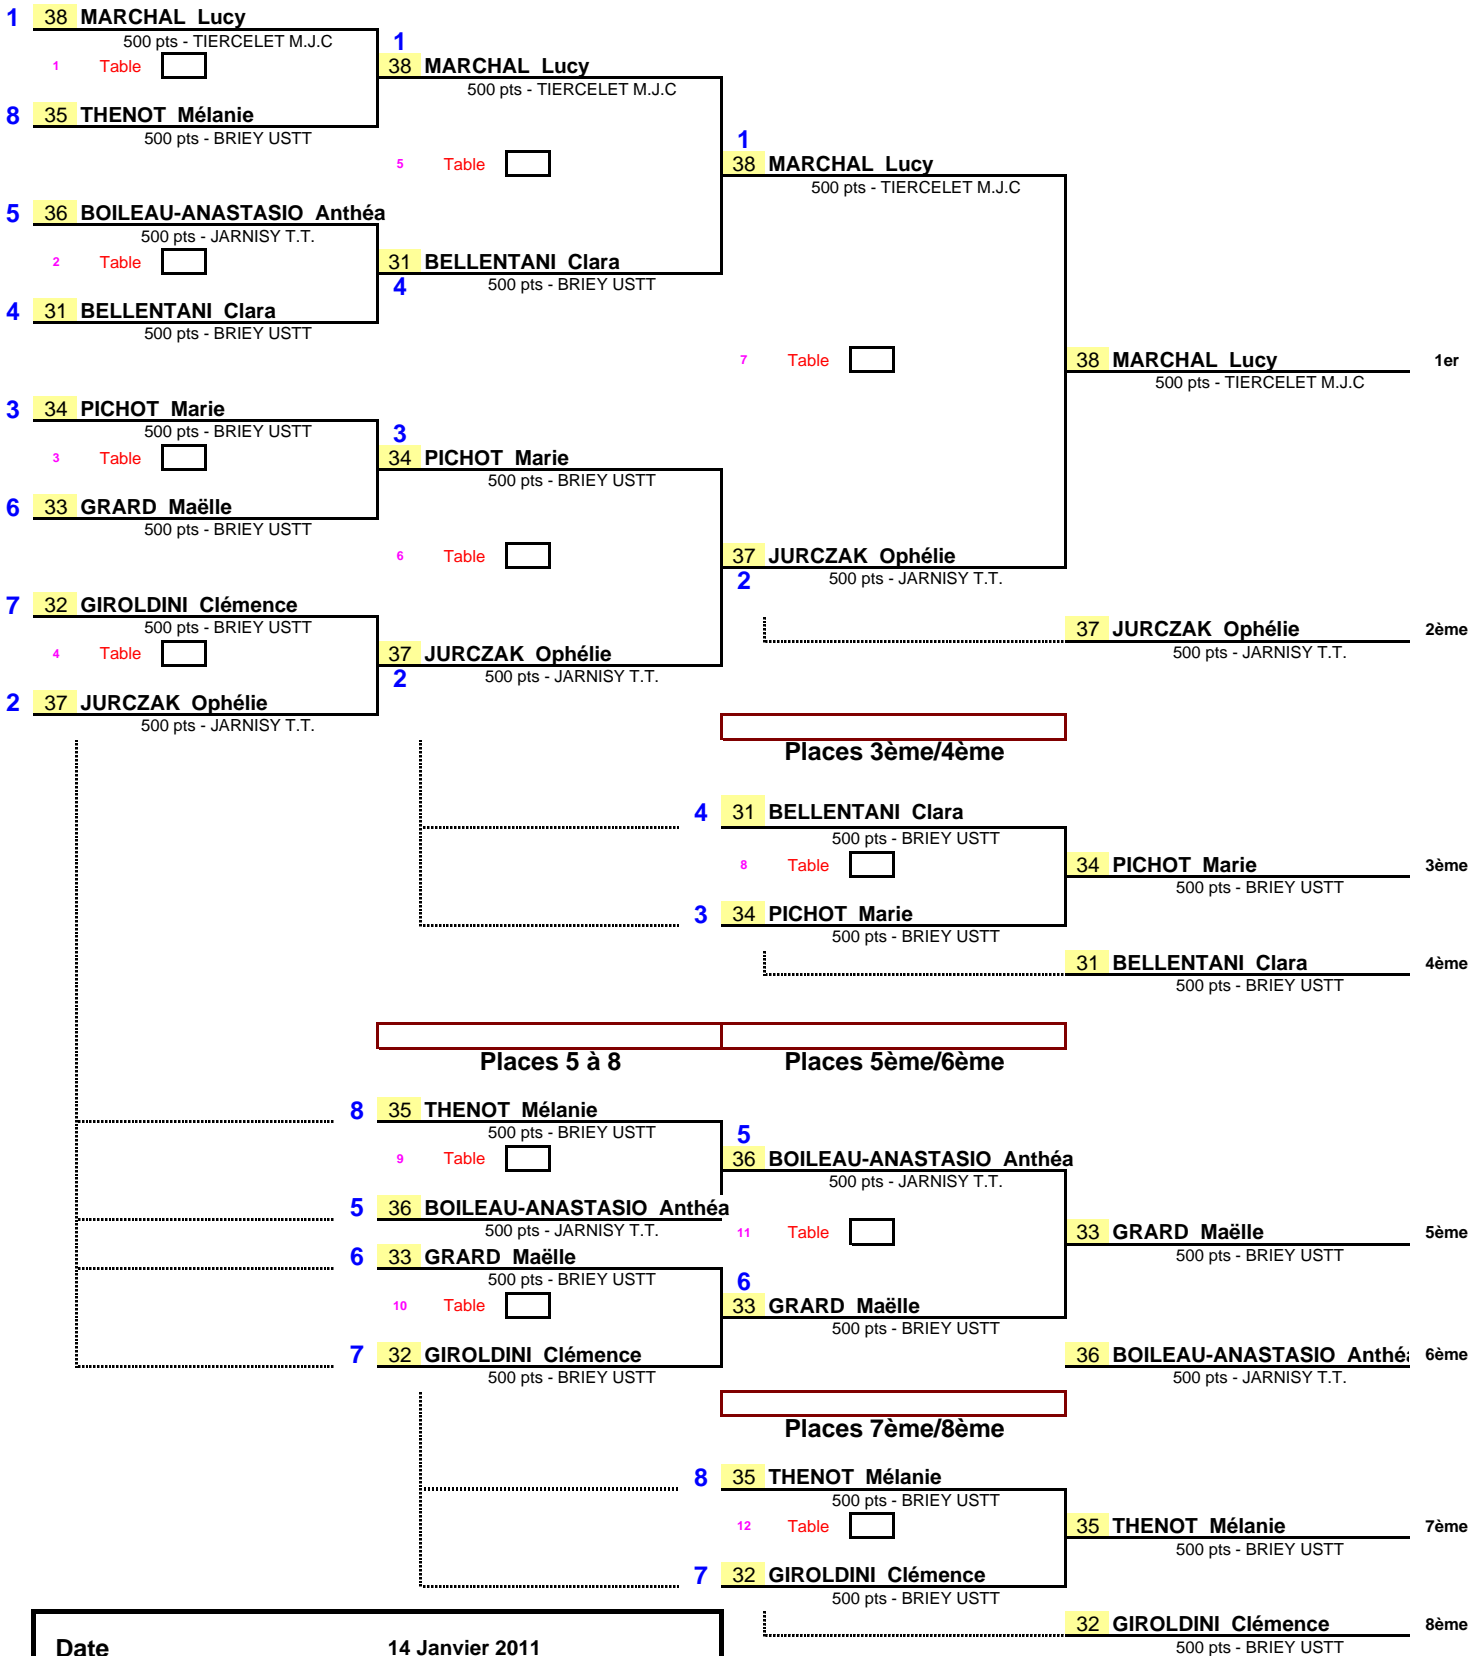 1 38 MARCHAL Lucy
500 pts - TIERCELET M.J.C
1
1 Table
38 MARCHAL Lucy
500 pts - TIERCELET M.J.C
8 35 THENOT Mélanie
500 pts - BRIEY USTT
1
5 Table
38 MARCHAL Lucy
500 pts - TIERCELET M.J.C
5 36 BOILEAU-ANASTASIO Anthéa
500 pts - JARNISY T.T.
2 Table
31 BELLENTANI Clara
4
500 pts - BRIEY USTT
4 31 BELLENTANI Clara
500 pts - BRIEY USTT
7 Table
38 MARCHAL Lucy 1er
500 pts - TIERCELET M.J.C
3 34 PICHOT Marie
500 pts - BRIEY USTT
3
3 Table
34 PICHOT Marie
500 pts - BRIEY USTT
6 33 GRARD Maëlle
500 pts - BRIEY USTT
6 Table
37 JURCZAK Ophélie
2
500 pts - JARNISY T.T.
7 32 GIROLDINI Clémence
500 pts - BRIEY USTT
37 JURCZAK Ophélie 2ème
500 pts - JARNISY T.T.
4 Table
37 JURCZAK Ophélie
2
500 pts - JARNISY T.T.
2 37 JURCZAK Ophélie
500 pts - JARNISY T.T.
Places 3ème/4ème
4 31 BELLENTANI Clara
500 pts - BRIEY USTT
8 Table
34 PICHOT Marie 3ème
500 pts - BRIEY USTT
3 34 PICHOT Marie
500 pts - BRIEY USTT
31 BELLENTANI Clara 4ème
500 pts - BRIEY USTT
Places 5 à 8 Places 5ème/6ème
8 35 THENOT Mélanie
500 pts - BRIEY USTT
5
9 Table
36 BOILEAU-ANASTASIO Anthéa
500 pts - JARNISY T.T.
5 36 BOILEAU-ANASTASIO Anthéa
500 pts - JARNISY T.T.
11 Table
33 GRARD Maëlle 5ème
500 pts - BRIEY USTT
6 33 GRARD Maëlle
500 pts - BRIEY USTT
6
10 Table
33 GRARD Maëlle
500 pts - BRIEY USTT
7 32 GIROLDINI Clémence
500 pts - BRIEY USTT
36 BOILEAU-ANASTASIO Anthéa 6ème
500 pts - JARNISY T.T.
Places 7ème/8ème
8 35 THENOT Mélanie
500 pts - BRIEY USTT
12 Table
35 THENOT Mélanie 7ème
500 pts - BRIEY USTT
7 32 GIROLDINI Clémence
500 pts - BRIEY USTT
32 GIROLDINI Clémence 8ème
500 pts - BRIEY USTT
Date 14 Janvier 2011